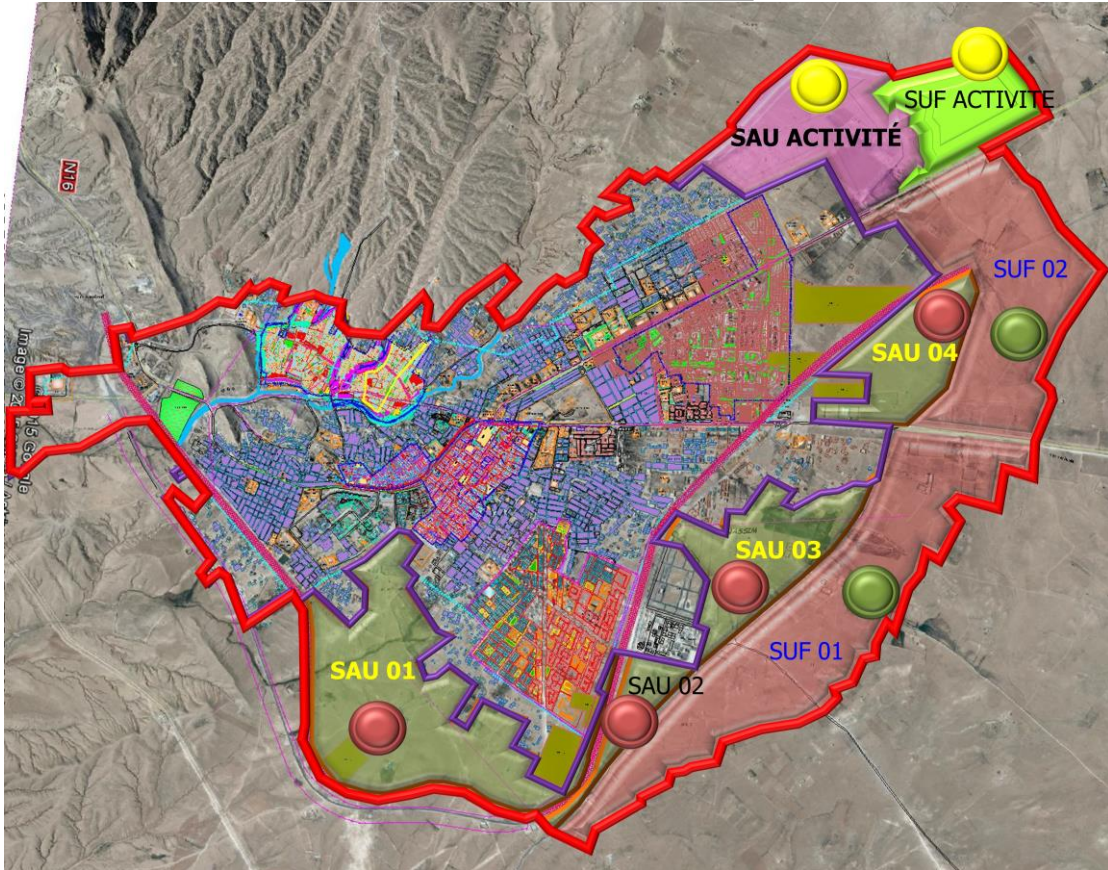 SUF ACTIVITE
SAU ACTIVITÉ
N16
SUF 02
SAU 04
SAU 03
SUF 01
SAU 01
SAU 02